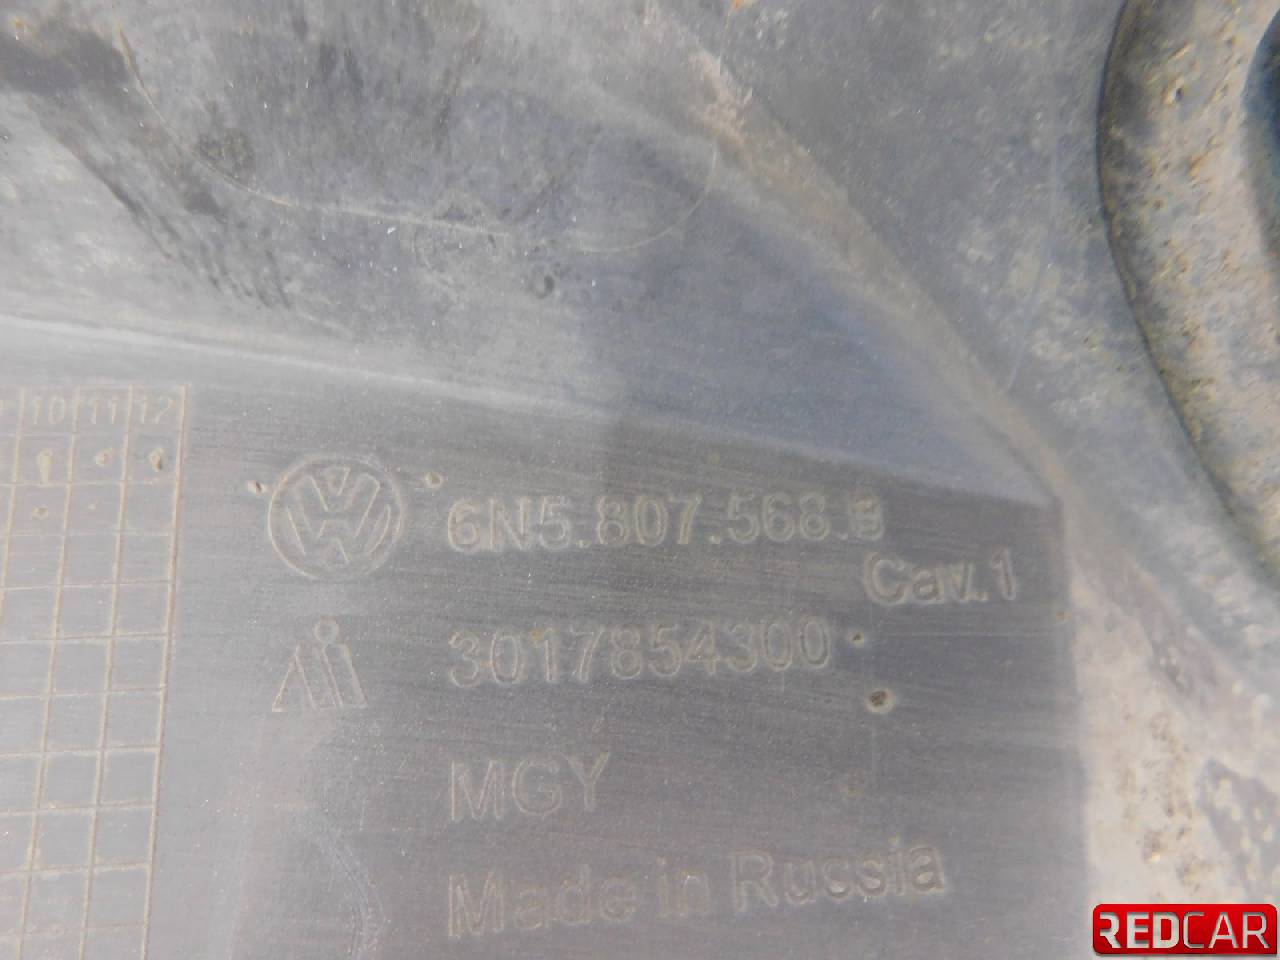 10 11 12
6N5.807.568.B
Cav.1
3017854300
MGY
Made in Russia
REDCAR